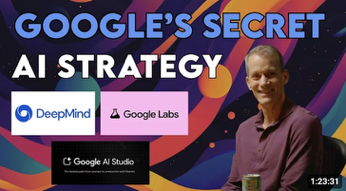 GOOGLE'S SECRET
AI STRATEGY
DeepMind
Google Labs
Google AI Studio
1:23:31